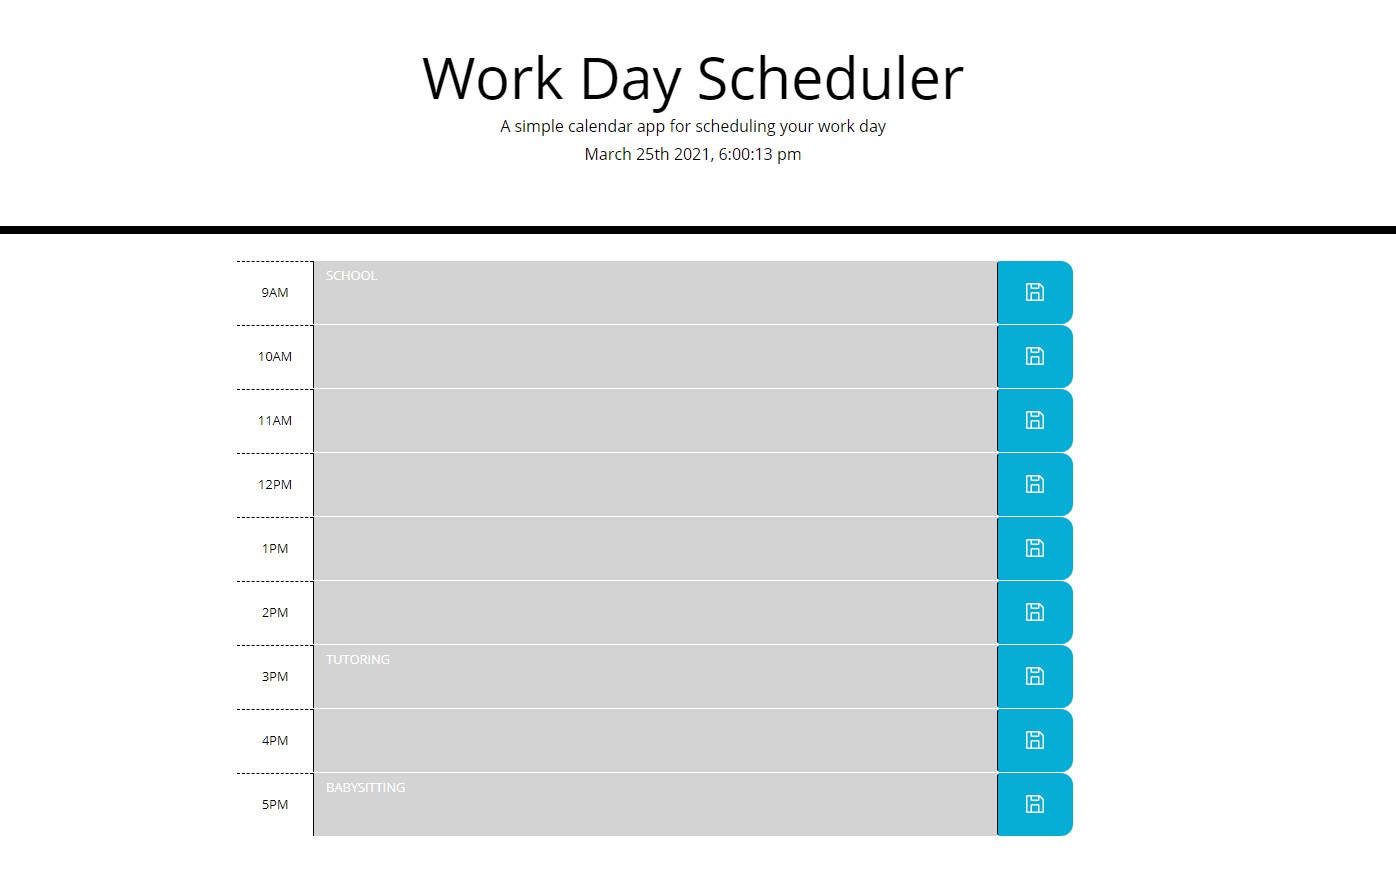 Work Day Scheduler
A simple calendar app for scheduling your work day
March 25th 2021, 6:00:13 pm
9AM SCHOOL
10AM
11AM
12PM
1PM
2PM
3PM TUTORING
4PM
5PM BABYSITTING